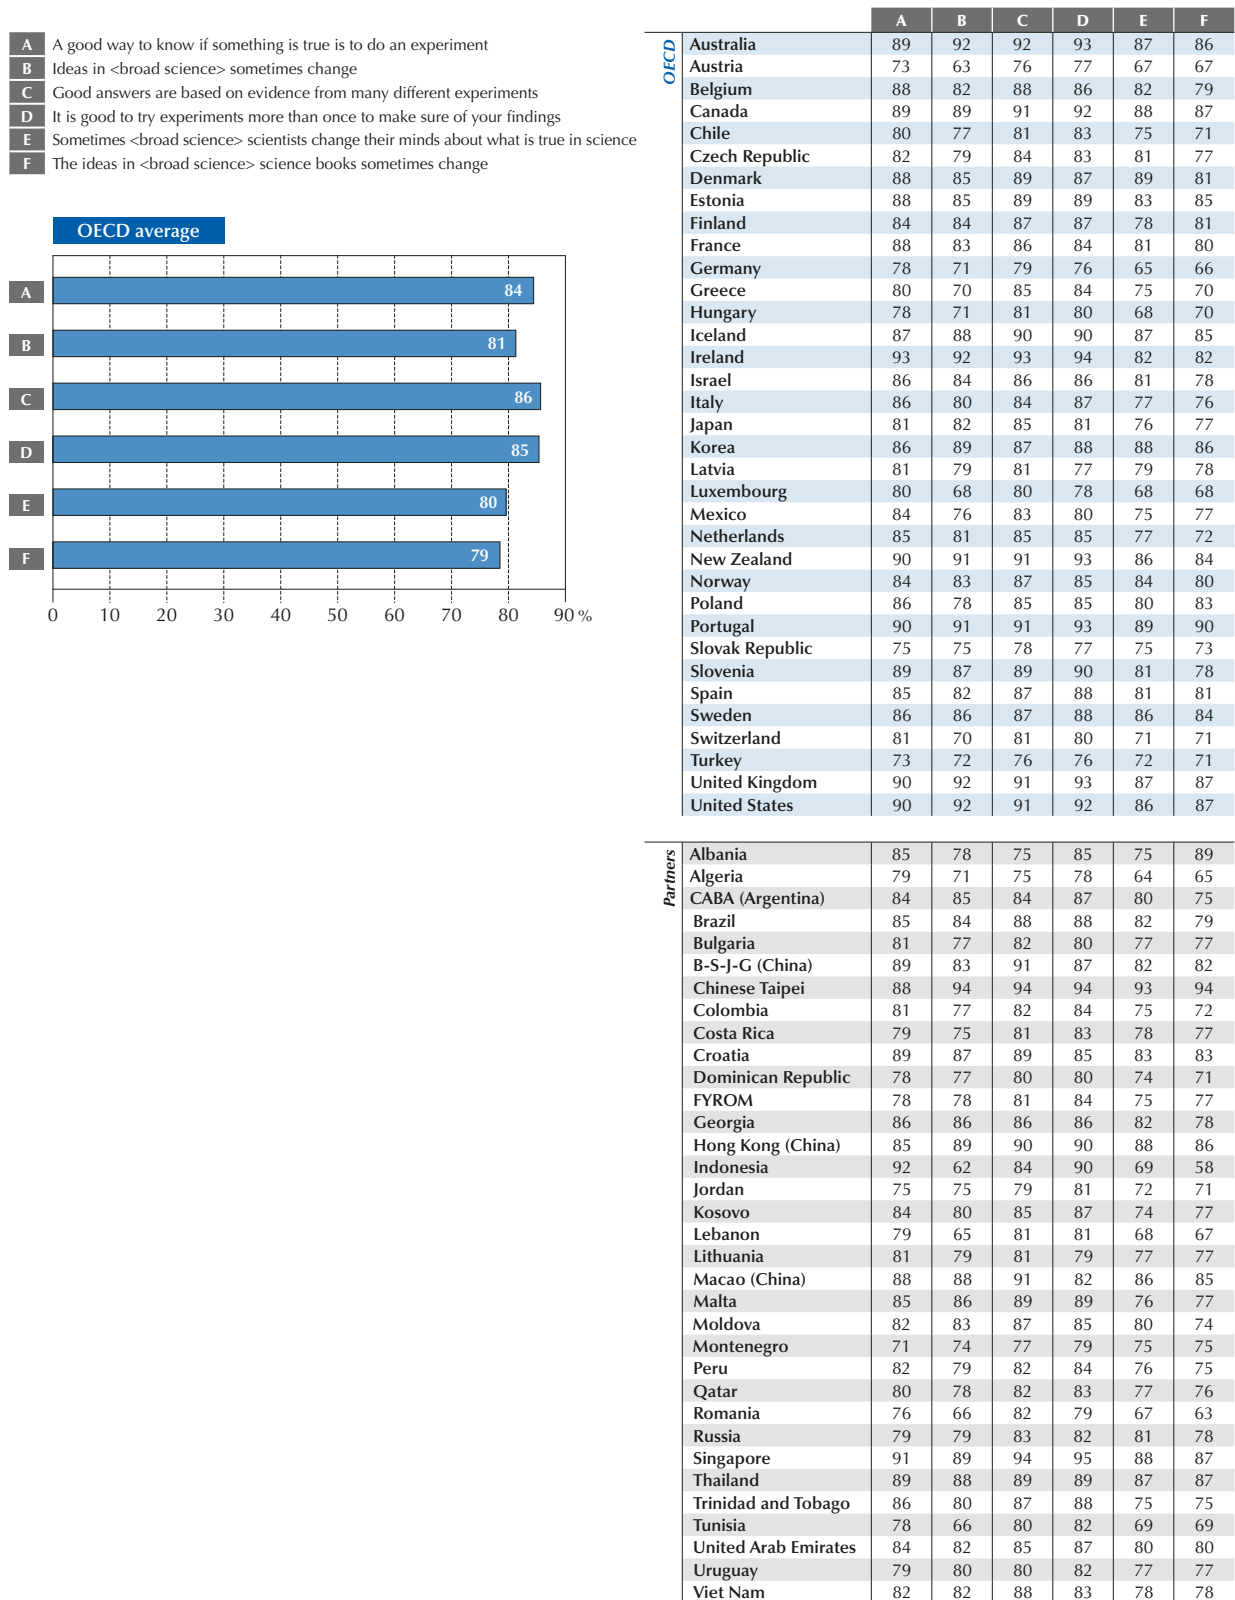 A A good way to know if something is true is to do an experiment
B Ideas in <broad science> sometimes change
C Good answers are based on evidence from many different experiments
D It is good to try experiments more than once to make sure of your findings
E Sometimes <broad science> scientists change their minds about what is true in science
F The ideas in <broad science> science books sometimes change
OECD average
A 84
B 81
C 86
D 85
E 80
F 79
0 10 20 30 40 50 60 70 80 90 %
A B C D E F
OECD
Australia 89 92 92 93 87 86
Austria 73 63 76 77 67 67
Belgium 88 82 88 86 82 79
Canada 89 89 91 92 88 87
Chile 80 77 81 83 75 71
Czech Republic 82 79 84 83 81 77
Denmark 88 85 89 87 89 81
Estonia 88 85 89 89 83 85
Finland 84 84 87 87 78 81
France 88 83 86 84 81 80
Germany 78 71 79 76 65 66
Greece 80 70 85 84 75 70
Hungary 78 71 81 80 68 70
Iceland 87 88 90 90 87 85
Ireland 93 92 93 94 82 82
Israel 86 84 86 86 81 78
Italy 86 80 84 87 77 76
Japan 81 82 85 81 76 77
Korea 86 89 87 88 88 86
Latvia 81 79 81 77 79 78
Luxembourg 80 68 80 78 68 68
Mexico 84 76 83 80 75 77
Netherlands 85 81 85 85 77 72
New Zealand 90 91 91 93 86 84
Norway 84 83 87 85 84 80
Poland 86 78 85 85 80 83
Portugal 90 91 91 93 89 90
Slovak Republic 75 75 78 77 75 73
Slovenia 89 87 89 90 81 78
Spain 85 82 87 88 81 81
Sweden 86 86 87 88 86 84
Switzerland 81 70 81 80 71 71
Turkey 73 72 76 76 72 71
United Kingdom 90 92 91 93 87 87
United States 90 92 91 92 86 87
Partners
Albania 85 78 75 85 75 89
Algeria 79 71 75 78 64 65
CABA (Argentina) 84 85 84 87 80 75
Brazil 85 84 88 88 82 79
Bulgaria 81 77 82 80 77 77
B-S-J-G (China) 89 83 91 87 82 82
Chinese Taipei 88 94 94 94 93 94
Colombia 81 77 82 84 75 72
Costa Rica 79 75 81 83 78 77
Croatia 89 87 89 85 83 83
Dominican Republic 78 77 80 80 74 71
FYROM 78 78 81 84 75 77
Georgia 86 86 86 86 82 78
Hong Kong (China) 85 89 90 90 88 86
Indonesia 92 62 84 90 69 58
Jordan 75 75 79 81 72 71
Kosovo 84 80 85 87 74 77
Lebanon 79 65 81 81 68 67
Lithuania 81 79 81 79 77 77
Macao (China) 88 88 91 82 86 85
Malta 85 86 89 89 76 77
Moldova 82 83 87 85 80 74
Montenegro 71 74 77 79 75 75
Peru 82 79 82 84 76 75
Qatar 80 78 82 83 77 76
Romania 76 66 82 79 67 63
Russia 79 79 83 82 81 78
Singapore 91 89 94 95 88 87
Thailand 89 88 89 89 87 87
Trinidad and Tobago 86 80 87 88 75 75
Tunisia 78 66 80 82 69 69
United Arab Emirates 84 82 85 87 80 80
Uruguay 79 80 80 82 77 77
Viet Nam 82 82 88 83 78 78